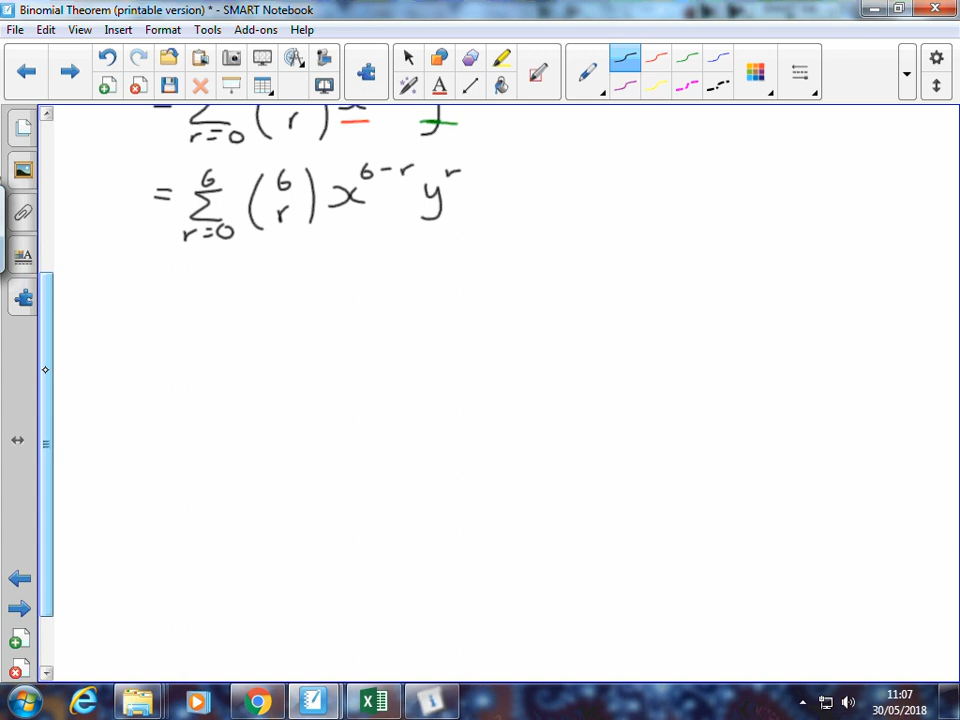 Binomial Theorem (printable version) * - SMART Notebook
File Edit View Insert Format Tools Add-ons Help
r=0 ( r ) y
= 6 Σ r=0 ( 6 r ) x^6-r y^r
11:07
30/05/2018